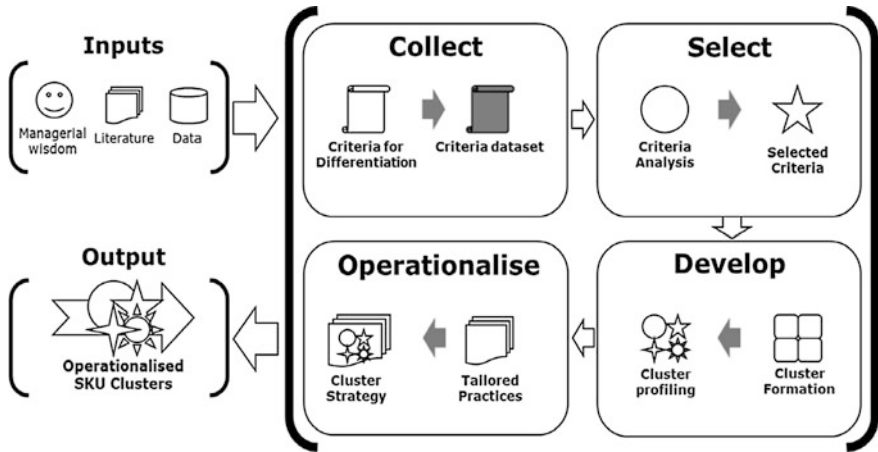 Inputs
Managerial
wisdom
Literature
Data
Collect
Criteria for
Differentiation
Criteria dataset
Select
Criteria
Analysis
Selected
Criteria
Develop
Cluster
Formation
Cluster
profiling
Operationalise
Tailored
Practices
Cluster
Strategy
Output
Operationalised
SKU Clusters